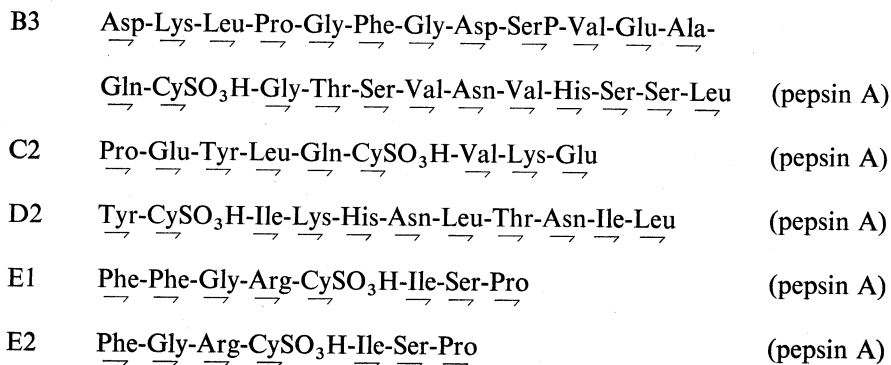 B3 Asp-Lys-Leu-Pro-Gly-Phe-Gly-Asp-SerP-Val-Glu-Ala-
Gln-CySO₃H-Gly-Thr-Ser-Val-Asn-Val-His-Ser-Ser-Leu (pepsin A)
C2 Pro-Glu-Tyr-Leu-Gln-CySO₃H-Val-Lys-Glu (pepsin A)
D2 Tyr-CySO₃H-Ile-Lys-His-Asn-Leu-Thr-Asn-Ile-Leu (pepsin A)
E1 Phe-Phe-Gly-Arg-CySO₃H-Ile-Ser-Pro (pepsin A)
E2 Phe-Gly-Arg-CySO₃H-Ile-Ser-Pro (pepsin A)